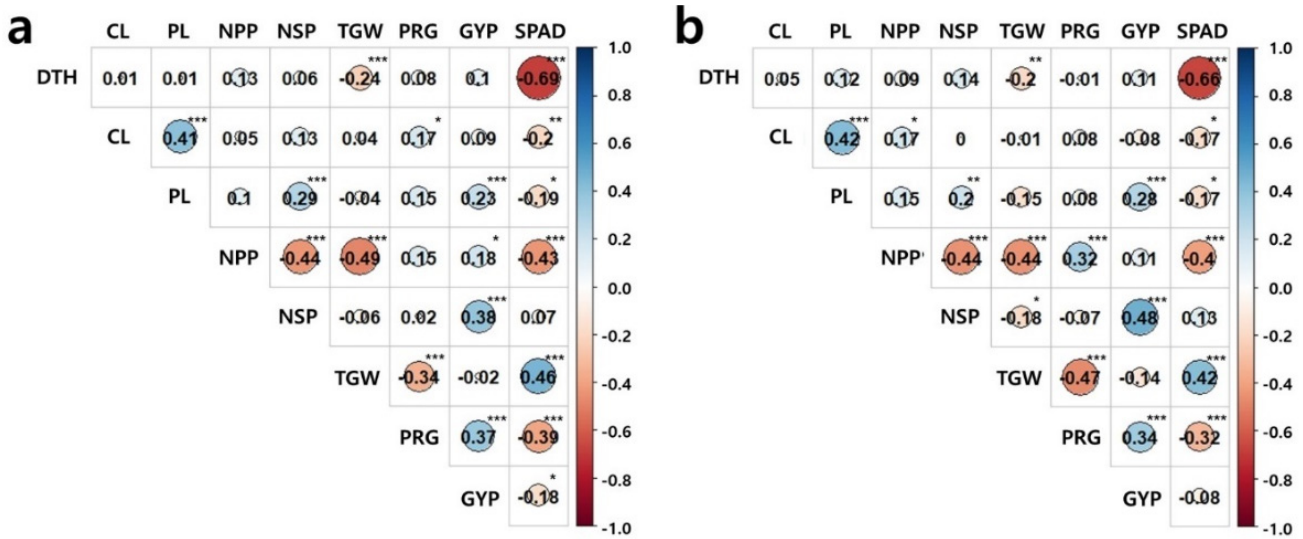 a
CL PL NPP NSP TGW PRG GYP SPAD
DTH 0.01 0.01 0.13 0.06 -0.24*** 0.08 0.1 -0.69***
CL 0.41*** 0.05 0.13 0.04 0.17* 0.09 -0.2**
PL 0.1 0.29*** -0.04 0.15 0.23*** -0.19*
NPP -0.44*** -0.49*** 0.15 0.18* -0.43***
NSP -0.06 0.02 0.38*** 0.07
TGW -0.34*** -0.02 0.46***
PRG 0.37*** -0.39***
GYP -0.18*
1.0
0.8
0.6
0.4
0.2
0.0
-0.2
-0.4
-0.6
-0.8
-1.0
b
CL PL NPP NSP TGW PRG GYP SPAD
DTH 0.05 0.12 0.09 0.14 -0.2** -0.01 0.11 -0.66***
CL 0.42*** 0.17* 0 -0.01 0.08 -0.08 -0.17*
PL 0.15 0.2** -0.15 0.08 0.28*** -0.17*
NPP' -0.44*** -0.44*** 0.32*** 0.11 -0.4***
NSP -0.18* -0.07 0.48*** 0.13
TGW -0.47*** -0.14 0.42***
PRG 0.34*** -0.32***
GYP -0.08
1.0
0.8
0.6
0.4
0.2
0.0
-0.2
-0.4
-0.6
-0.8
-1.0